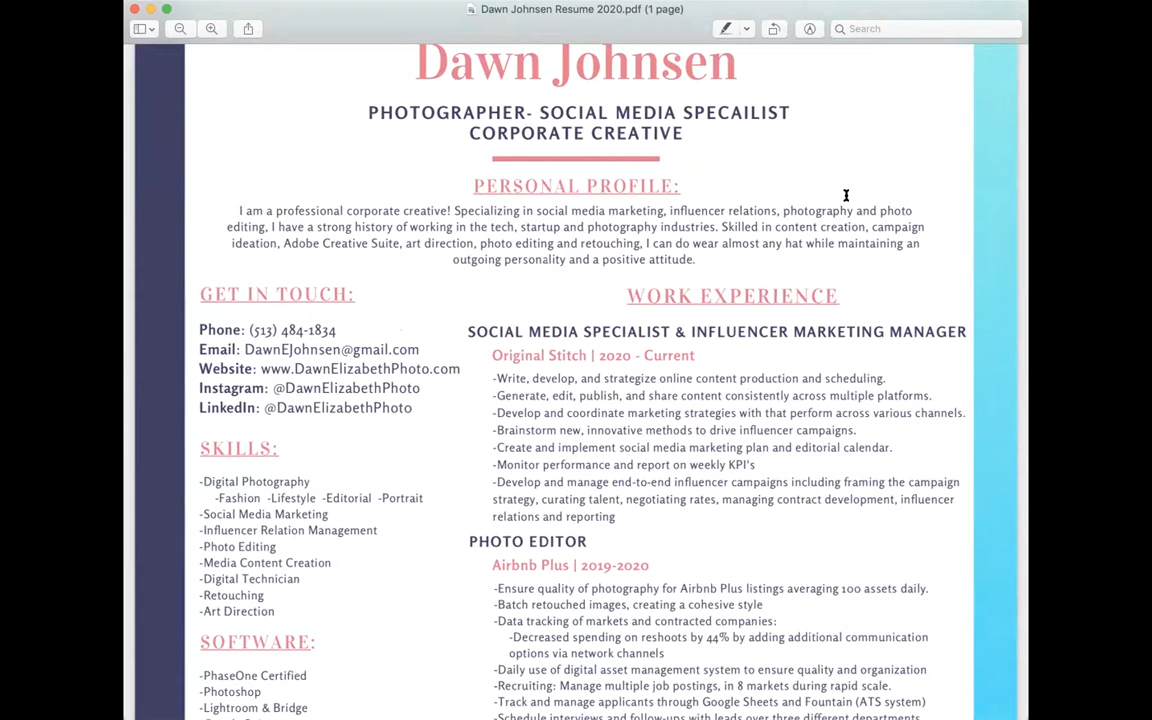 Dawn Johnsen Resume 2020.pdf (1 page)
Search
Dawn Johnsen
PHOTOGRAPHER- SOCIAL MEDIA SPECAILIST
CORPORATE CREATIVE
PERSONAL PROFILE:
I am a professional corporate creative! Specializing in social media marketing, influencer relations, photography and photo
editing, I have a strong history of working in the tech, startup and photography industries. Skilled in content creation, campaign
ideation, Adobe Creative Suite, art direction, photo editing and retouching, I can do wear almost any hat while maintaining an
outgoing personality and a positive attitude.
GET IN TOUCH:
Phone: (513) 484-1834
Email: DawnEJohnsen@gmail.com
Website: www.DawnElizabethPhoto.com
Instagram: @DawnElizabethPhoto
LinkedIn: @DawnElizabethPhoto
SKILLS:
-Digital Photography
-Fashion -Lifestyle -Editorial -Portrait
-Social Media Marketing
-Influencer Relation Management
-Photo Editing
-Media Content Creation
-Digital Technician
-Retouching
-Art Direction
SOFTWARE:
-PhaseOne Certified
-Photoshop
-Lightroom & Bridge
WORK EXPERIENCE
SOCIAL MEDIA SPECIALIST & INFLUENCER MARKETING MANAGER
Original Stitch | 2020 - Current
-Write, develop, and strategize online content production and scheduling.
-Generate, edit, publish, and share content consistently across multiple platforms.
-Develop and coordinate marketing strategies with that perform across various channels.
-Brainstorm new, innovative methods to drive influencer campaigns.
-Create and implement social media marketing plan and editorial calendar.
-Monitor performance and report on weekly KPI's
-Develop and manage end-to-end influencer campaigns including framing the campaign
strategy, curating talent, negotiating rates, managing contract development, influencer
relations and reporting
PHOTO EDITOR
Airbnb Plus | 2019-2020
-Ensure quality of photography for Airbnb Plus listings averaging 100 assets daily.
-Batch retouched images, creating a cohesive style
-Data tracking of markets and contracted companies:
-Decreased spending on reshoots by 44% by adding additional communication
options via network channels
-Daily use of digital asset management system to ensure quality and organization
-Recruiting: Manage multiple job postings, in 8 markets during rapid scale.
-Track and manage applicants through Google Sheets and Fountain (ATS system)
-Schedule interviews and follow-ups with leads over three different departments